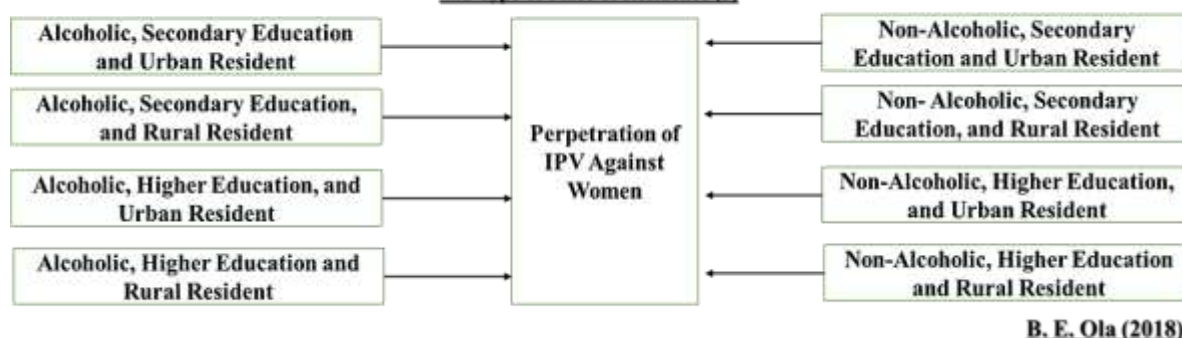 Alcoholic, Secondary Education
and Urban Resident
Alcoholic, Secondary Education,
and Rural Resident
Alcoholic, Higher Education, and
Urban Resident
Alcoholic, Higher Education and
Rural Resident
Perpetration of
IPV Against
Women
Non-Alcoholic, Secondary
Education and Urban Resident
Non- Alcoholic, Secondary
Education, and Rural Resident
Non-Alcoholic, Higher Education,
and Urban Resident
Non-Alcoholic, Higher Education
and Rural Resident
B. E. Ola (2018)